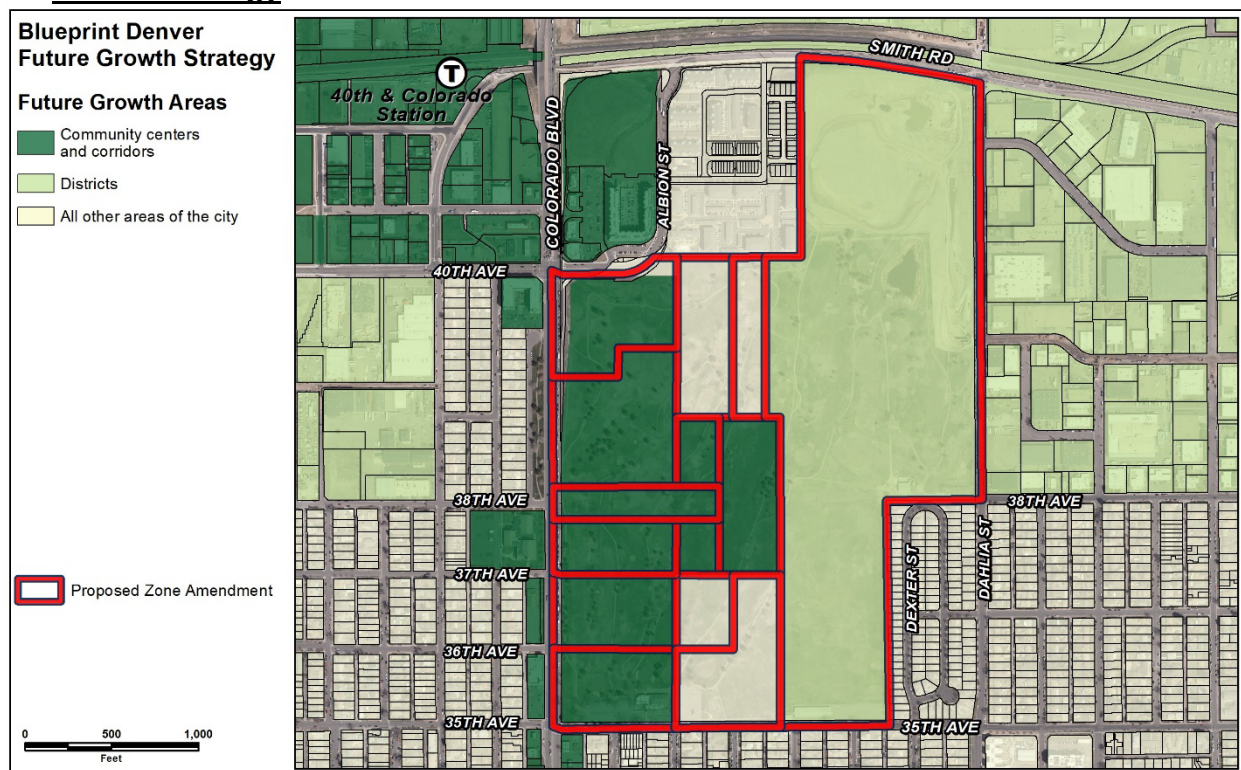 Blueprint Denver
Future Growth Strategy
Future Growth Areas
Community centers
and corridors
Districts
All other areas of the city
Proposed Zone Amendment
0 500 1,000
Feet
SMITH RD
T
40th & Colorado
Station
COLORADO BLVD
ALBION ST
40TH AVE
38TH AVE
38TH AVE
37TH AVE
DEXTER ST
DAHLIA ST
36TH AVE
35TH AVE
35TH AVE